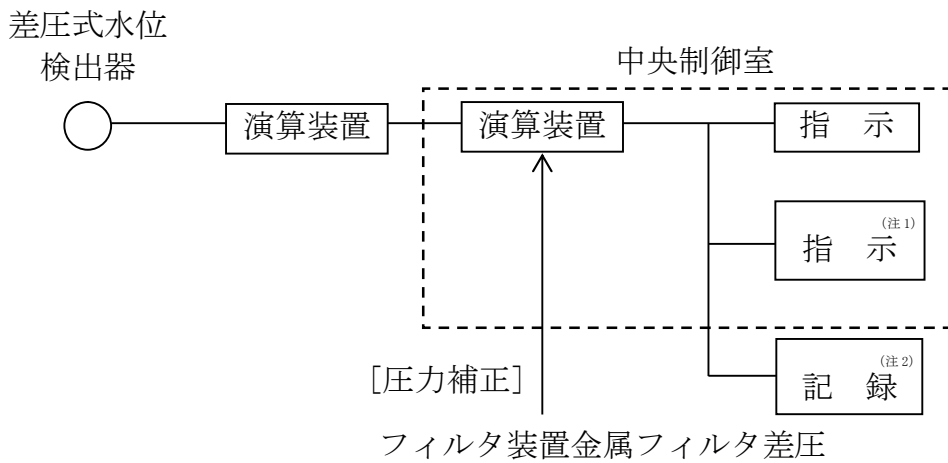 差圧式水位
検出器
中央制御室
演算装置
演算装置
指 示
指 示(注1)
記 録(注2)
[圧力補正]
フィルタ装置金属フィルタ差圧